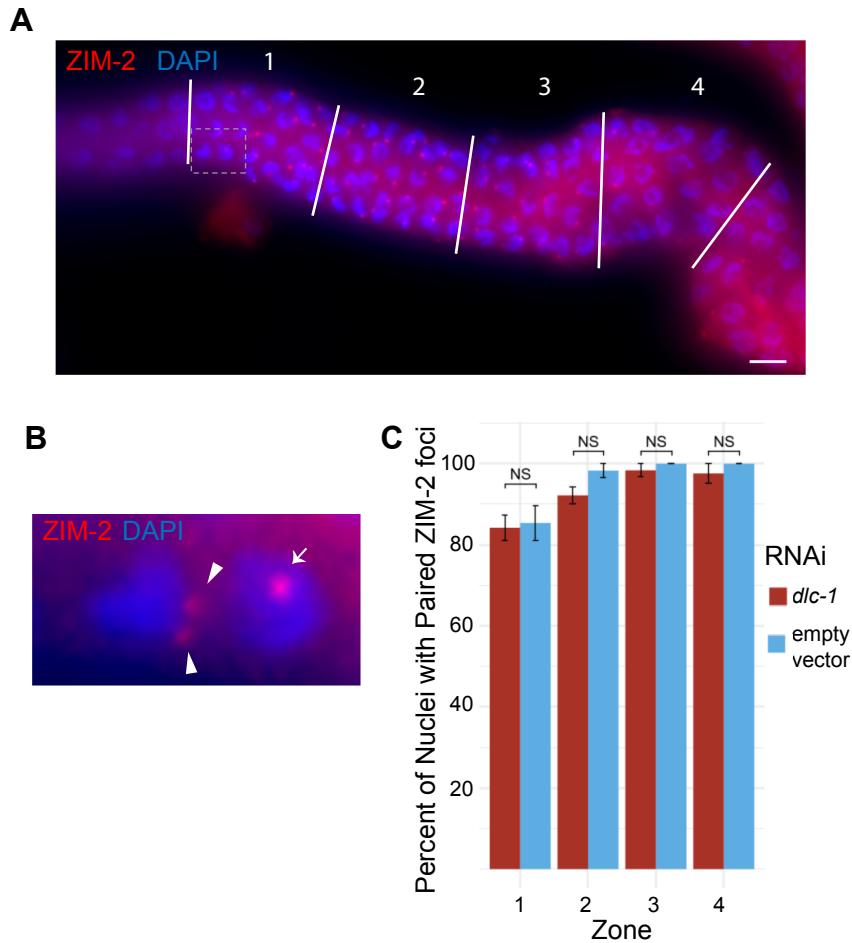 A
ZIM-2 DAPI
1
2
3
4
B
ZIM-2 DAPI
C
Percent of Nuclei with Paired ZIM-2 foci
100
80
60
40
20
NS
NS
NS
NS
1
2
3
4
Zone
RNAi
dlc-1
empty
vector